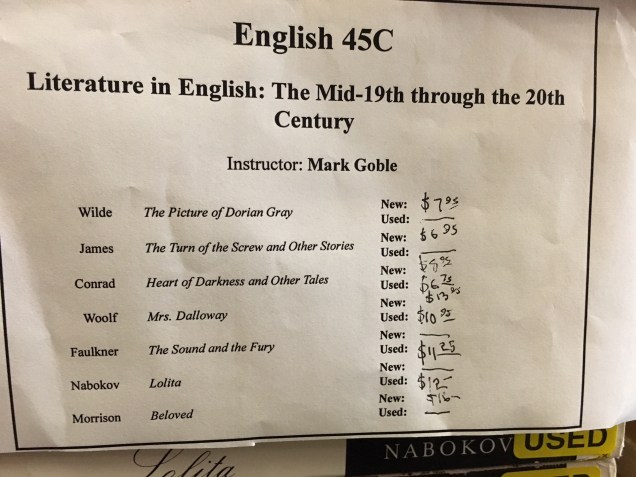 English 45C
Literature in English: The Mid-19th through the 20th
Century
Instructor: Mark Goble
Wilde The Picture of Dorian Gray New: $7.95
Used:
James The Turn of the Screw and Other Stories New: $6.95
Used:
Conrad Heart of Darkness and Other Tales New:
Used: $6.75
Woolf Mrs. Dalloway New: $13.95
Used: $10.95
Faulkner The Sound and the Fury New:
Used: $11.25
Nabokov Lolita New:
Used: $12-
Morrison Beloved New: $16-
Used:
Lolita NABOKOV USED